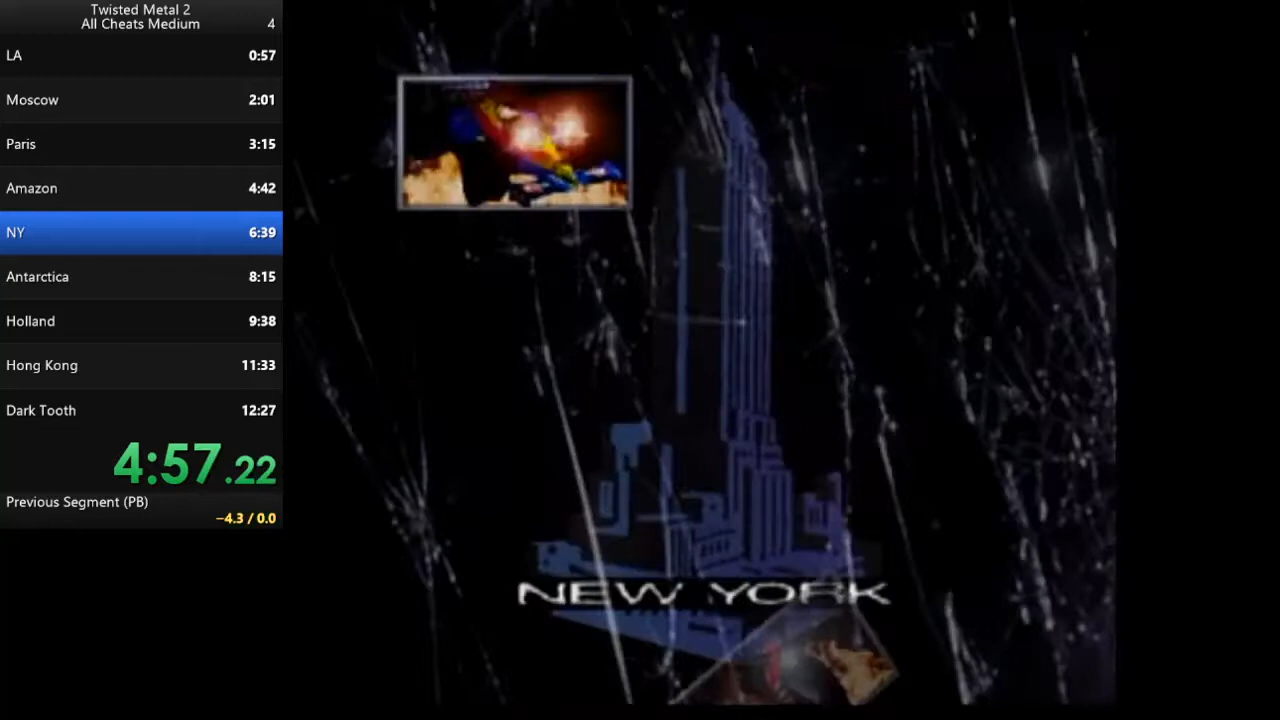 Twisted Metal 2
All Cheats Medium 4
LA 0:57
Moscow 2:01
Paris 3:15
Amazon 4:42
NY 6:39
Antarctica 8:15
Holland 9:38
Hong Kong 11:33
Dark Tooth 12:27
4:57.22
Previous Segment (PB)
−4.3 / 0.0
NEW YORK